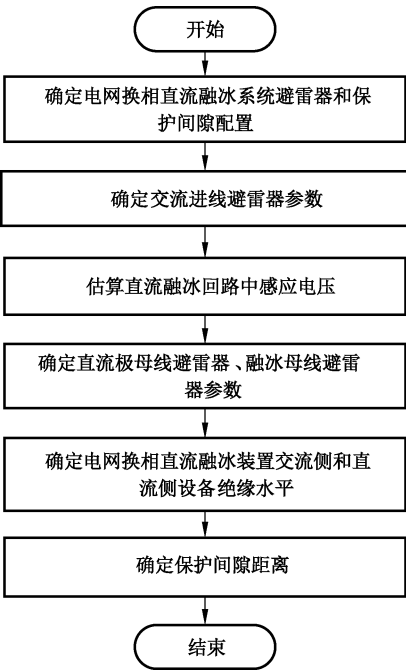 开始
确定电网换相直流融冰系统避雷器和保
护间隙配置
确定交流进线避雷器参数
估算直流融冰回路中感应电压
确定直流极母线避雷器、融冰母线避雷
器参数
确定电网换相直流融冰装置交流侧和直
流侧设备绝缘水平
确定保护间隙距离
结束